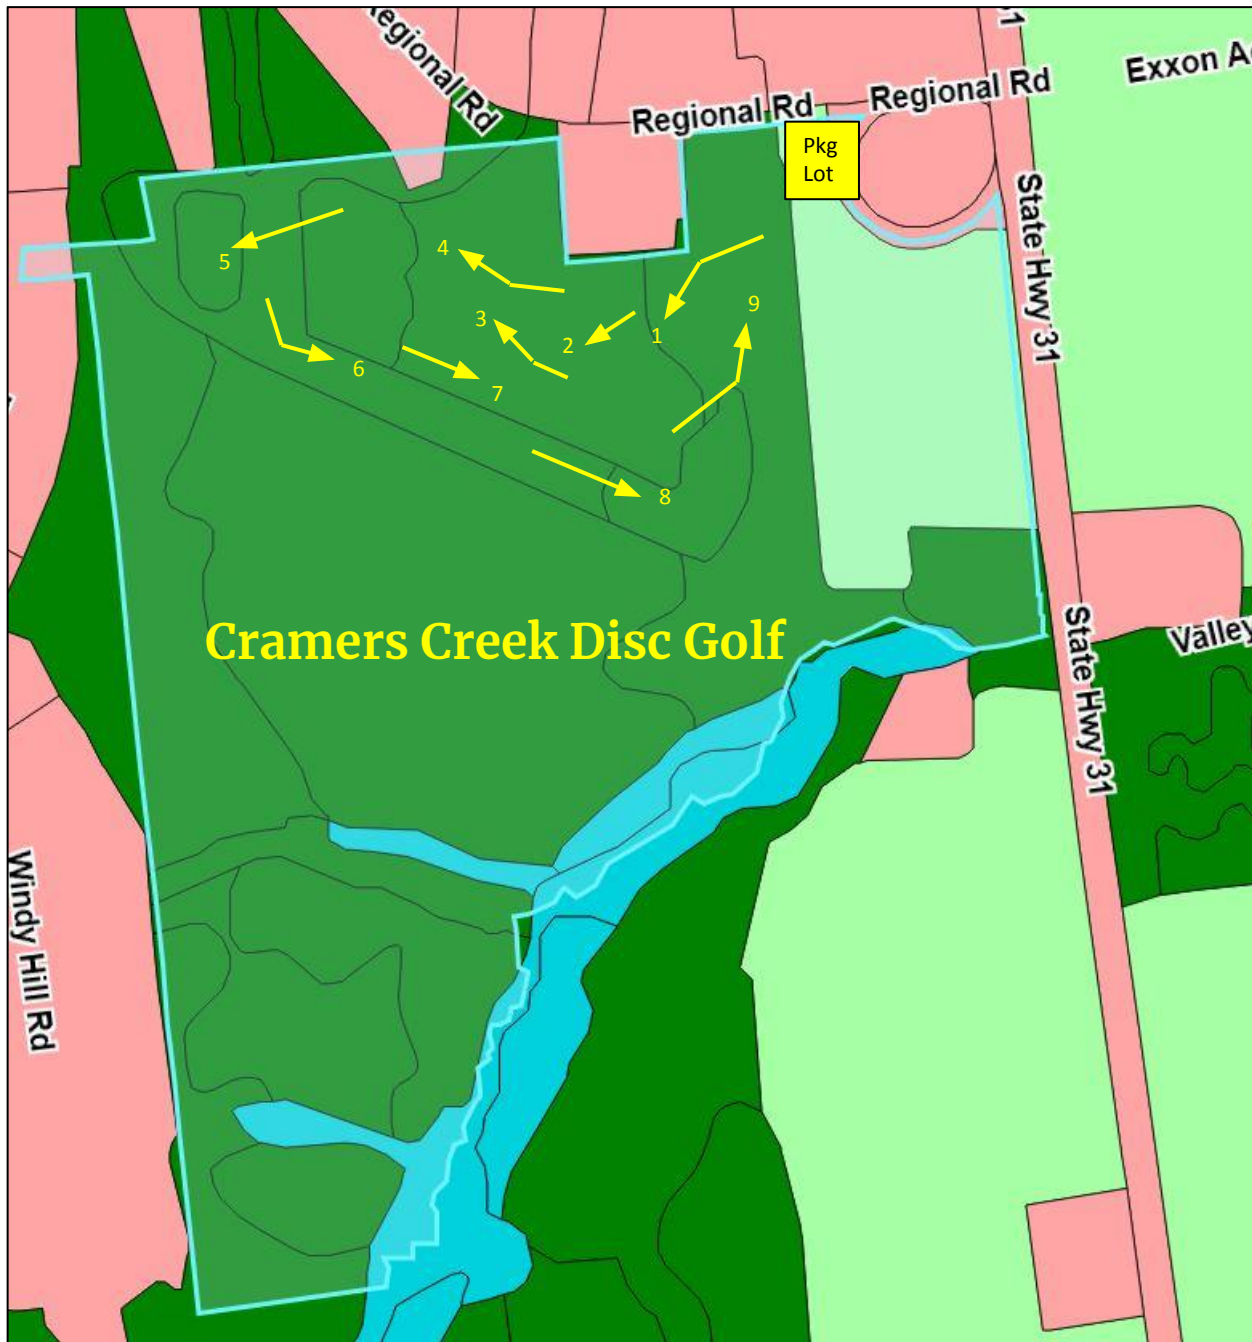 Regional Rd
31
Exxon
Regional Rd
Regional Rd
Pkg
Lot
State Hwy 31
5
4
3
2
1
9
6
7
8
Cramers Creek Disc Golf
State Hwy 31
Valley
Windy Hill Rd